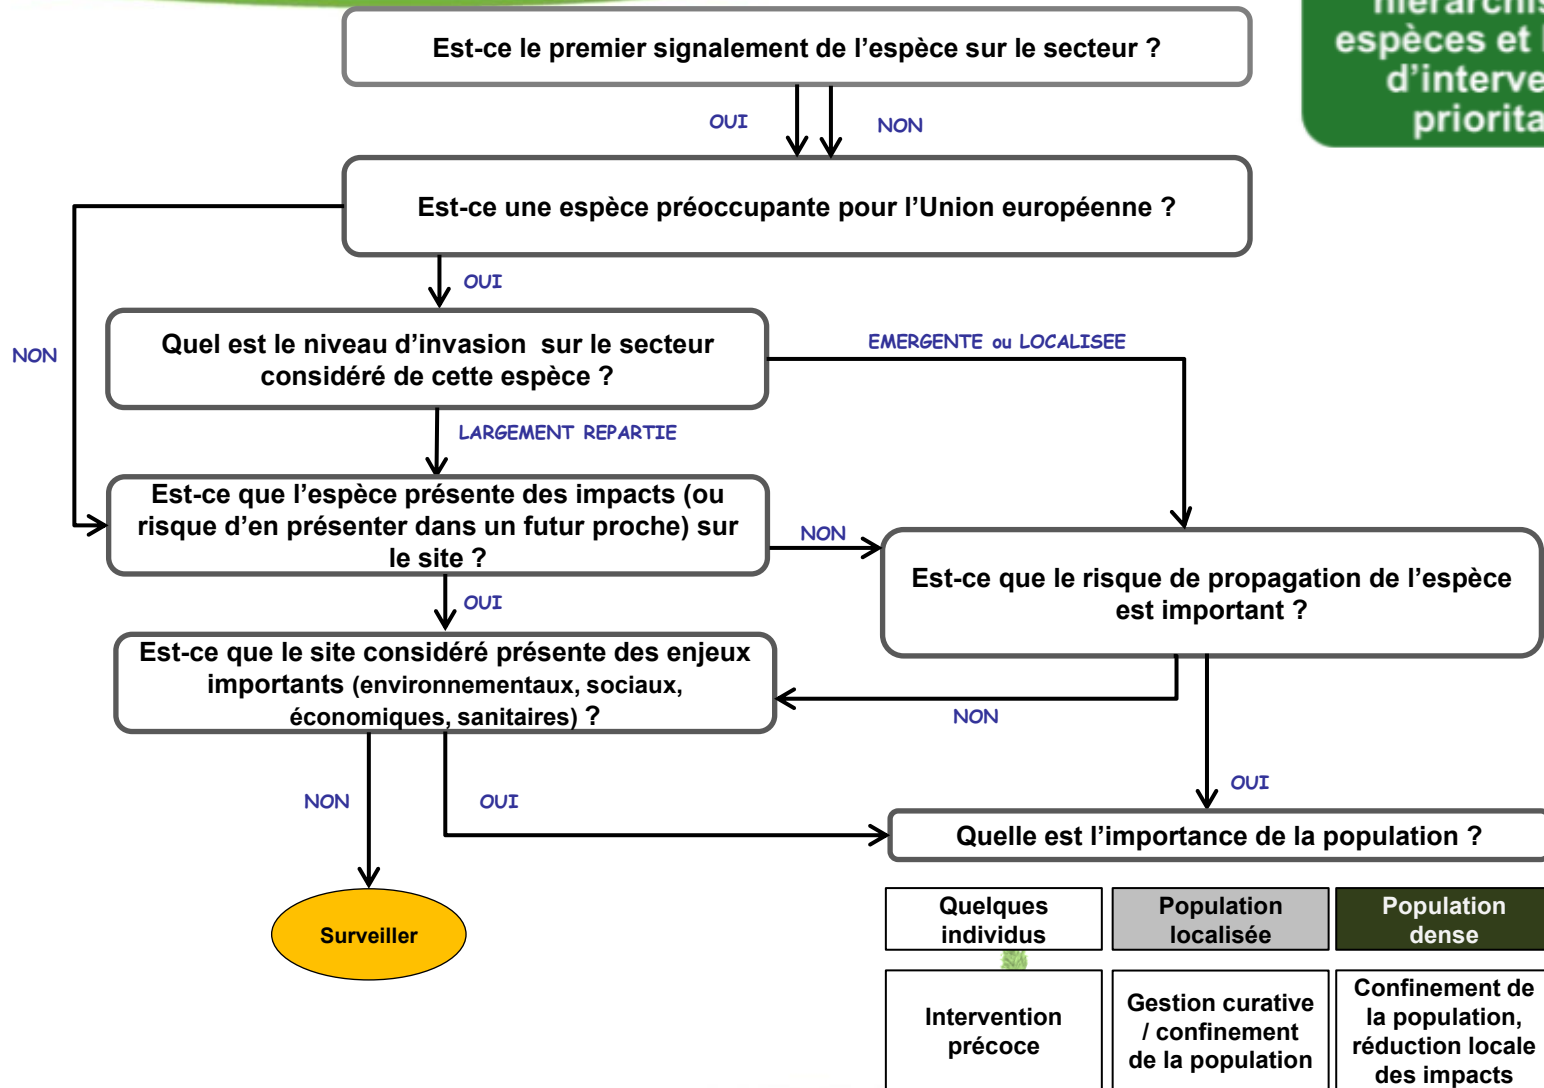 hiérarchis
espèces et
d'interve
priorita
Est-ce le premier signalement de l'espèce sur le secteur ?
OUI
NON
Est-ce une espèce préoccupante pour l'Union européenne ?
OUI
NON
Quel est le niveau d'invasion sur le secteur
considéré de cette espèce ?
EMERGENTE ou LOCALISEE
LARGEMENT REPARTIE
Est-ce que l'espèce présente des impacts (ou
risque d'en présenter dans un futur proche) sur
le site ?
NON
OUI
Est-ce que le risque de propagation de l'espèce
est important ?
Est-ce que le site considéré présente des enjeux
importants (environnementaux, sociaux,
économiques, sanitaires) ?
NON
OUI
NON
OUI
Quelle est l'importance de la population ?
Surveiller
Quelques
individus
Population
localisée
Population
dense
Intervention
précoce
Gestion curative
/ confinement
de la population
Confinement de
la population,
réduction locale
des impacts